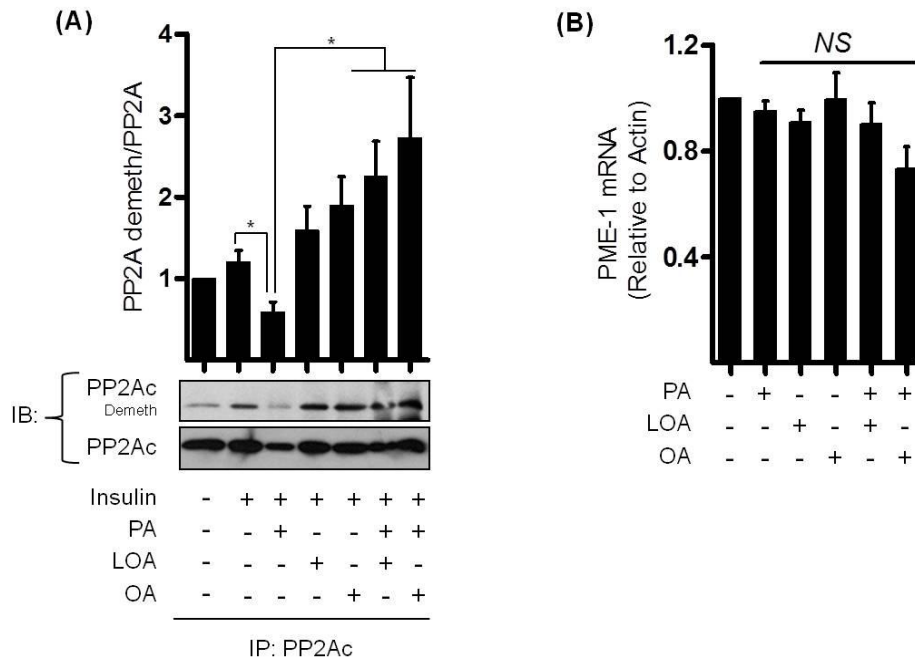 (A)
*
*
4
3
2
1
PP2A demeth/PP2A
IB:
PP2Ac
Demeth
PP2Ac
Insulin - + + + + + +
PA - - + - - + +
LOA - - - + - + -
OA - - - - + - +
IP: PP2Ac
(B)
NS
1.2
0.8
0.4
PME-1 mRNA
(Relative to Actin)
PA - + - - + +
LOA - - + - + -
OA - - - + - +